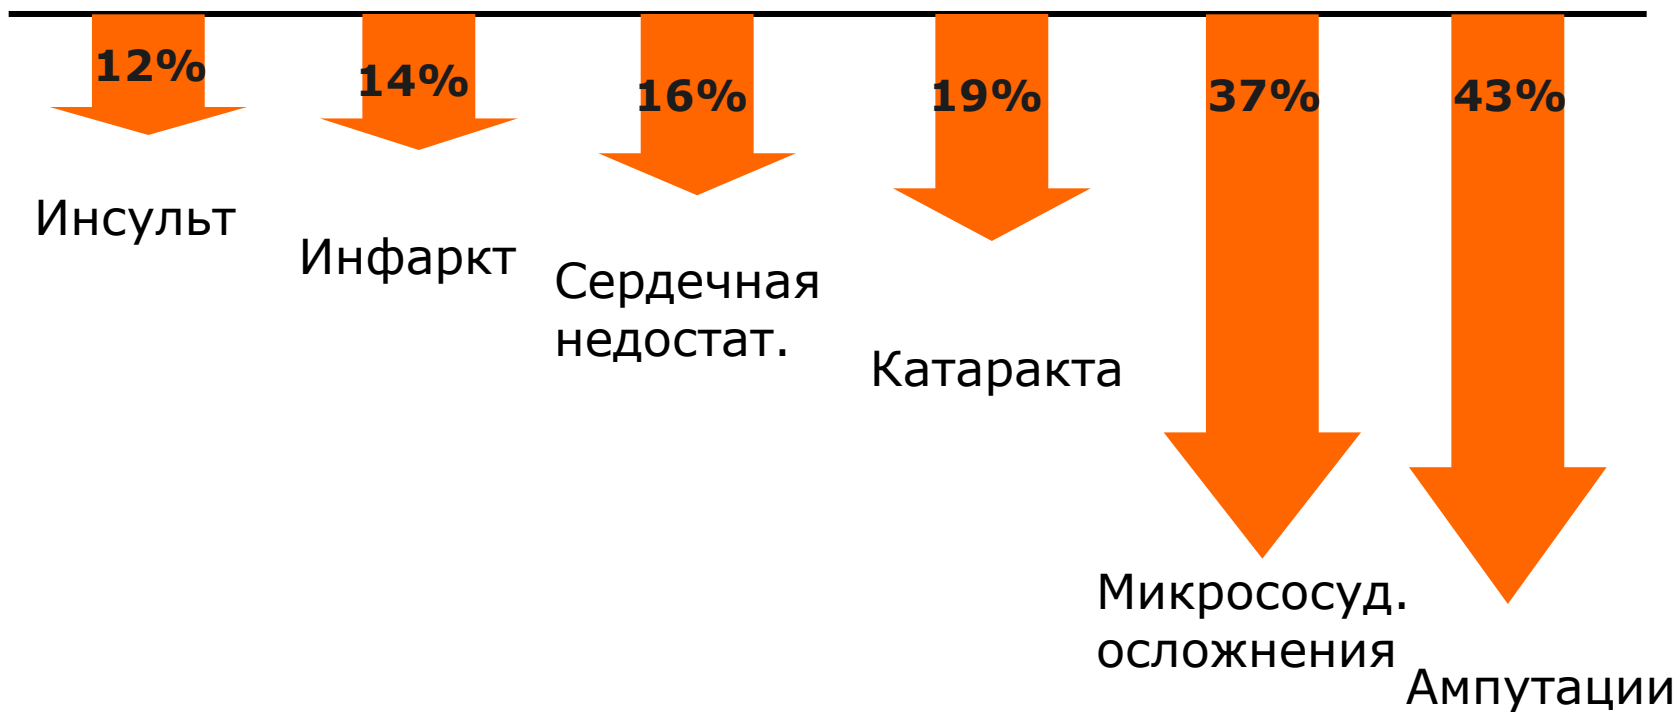 12%
14%
16%
19%
37%
43%
Инсульт
Инфаркт
Сердечная
недостат.
Катаракта
Микрососуд.
осложнения
Ампутации